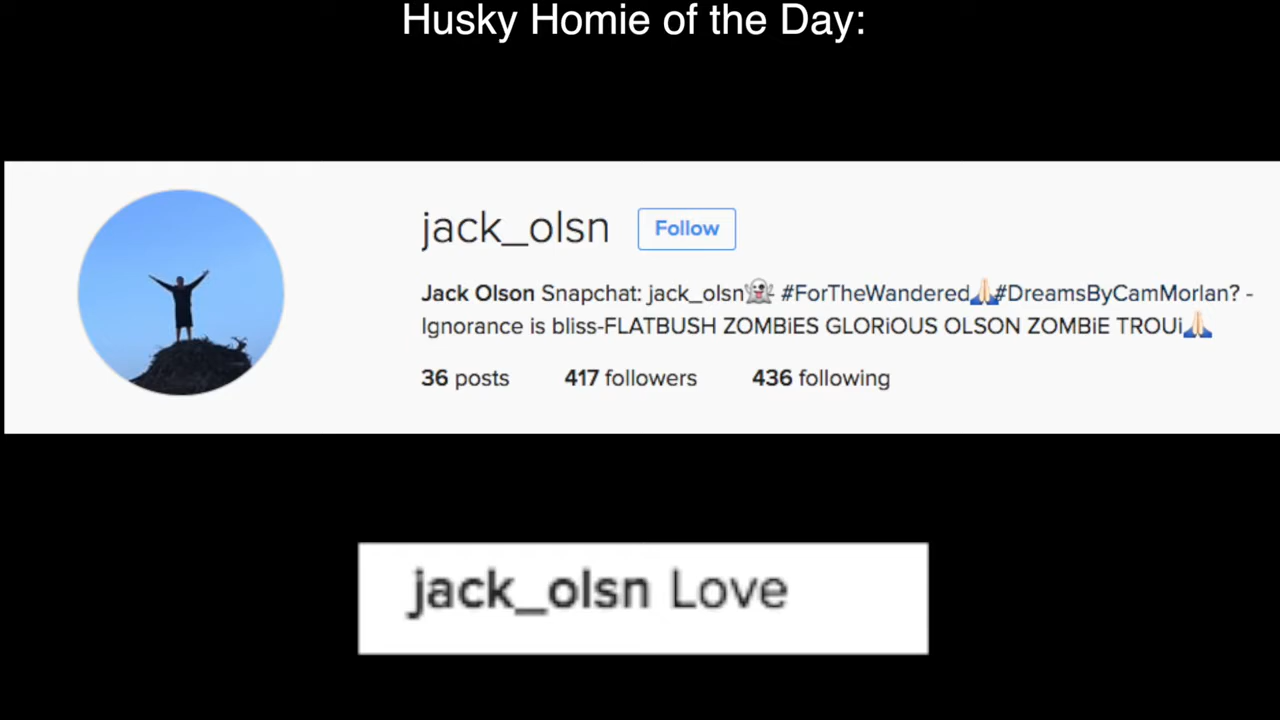 Husky Homie of the Day:
jack_olsn Follow
Jack Olson Snapchat: jack_olsn👻- #ForTheWandered🙏🏻#DreamsByCamMorlan? -
Ignorance is bliss-FLATBUSH ZOMBiES GLORiOUS OLSON ZOMBiE TROUi🙏🏻
36 posts 417 followers 436 following
jack_olsn Love